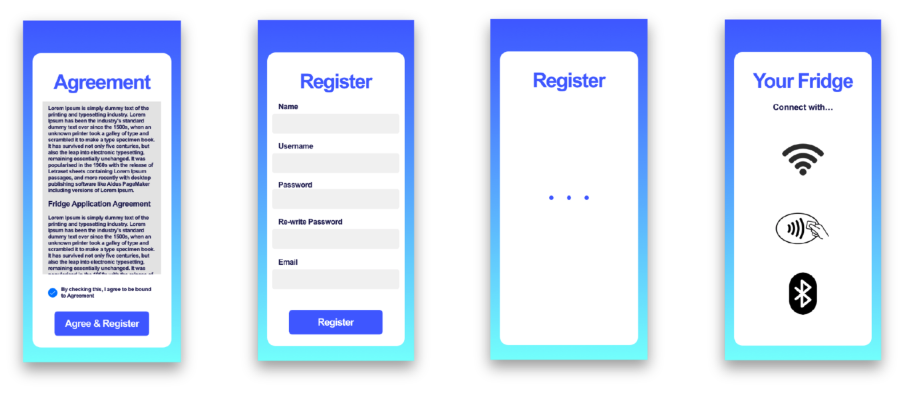 Agreement
Lorem Ipsum is simply dummy text of the
printing and typesetting industry. Lorem
Ipsum has been the industry's standard
dummy text ever since the 1500s, when an
unknown printer took a galley of type and
scrambled it to make a type specimen book.
It has survived not only five centuries, but
also the leap into electronic typesetting,
remaining essentially unchanged. It was
popularised in the 1960s with the release of
Letraset sheets containing Lorem Ipsum
passages, and more recently with desktop
publishing software like Aldus PageMaker
including versions of Lorem Ipsum.
Fridge Application Agreement
Lorem Ipsum is simply dummy text of the
printing and typesetting industry. Lorem
Ipsum has been the industry's standard
dummy text ever since the 1500s, when an
unknown printer took a galley of type and
scrambled it to make a type specimen book.
It has survived not only five centuries, but
also the leap into electronic typesetting,
remaining essentially unchanged. It was
popularised in the 1960s with the release of
By checking this, I agree to be bound
to Agreement
Agree & Register
Register
Name
Username
Password
Re-write Password
Email
Register
Register
Your Fridge
Connect with...